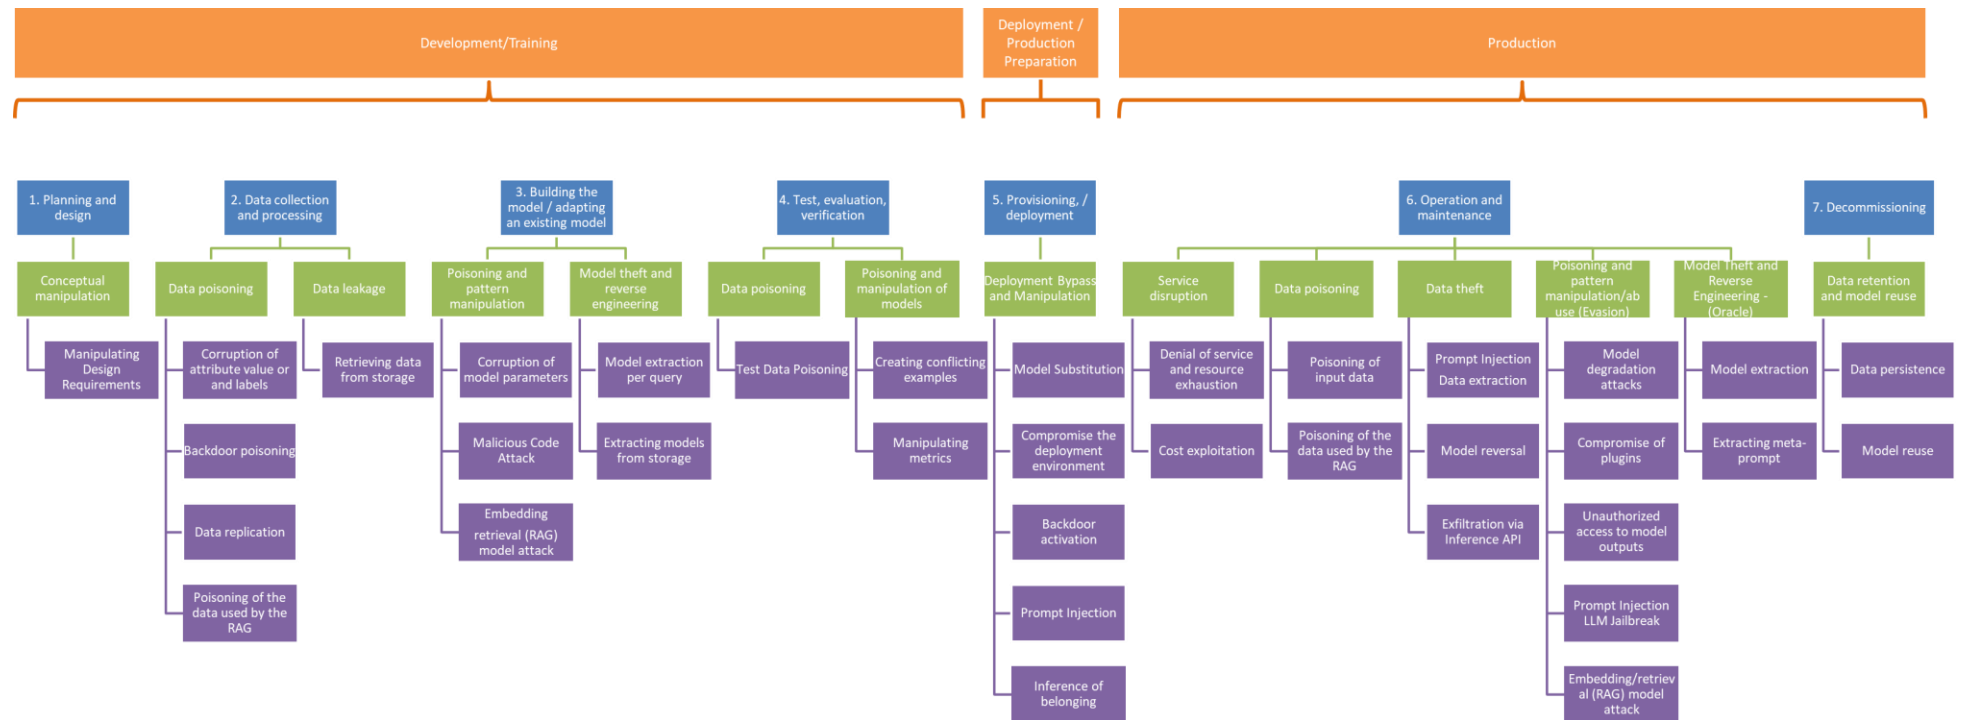 Development/Training
Deployment /
Production
Preparation
Production
1. Planning and
design
2. Data collection
and processing
3. Building the
model / adapting
an existing model
4. Test, evaluation,
verification
5. Provisioning, /
deployment
6. Operation and
maintenance
7. Decommissioning
Conceptual
manipulation
Data poisoning
Data leakage
Poisoning and
pattern
manipulation
Model theft and
reverse
engineering
Data poisoning
Poisoning and
manipulation of
models
Deployment Bypass
and Manipulation
Service
disruption
Data poisoning
Data theft
Poisoning and
pattern
manipulation/ab
use (Evasion)
Model Theft and
Reverse
Engineering -
(Oracle)
Data retention
and model reuse
Manipulating
Design
Requirements
Corruption of
attribute value or
and labels
Backdoor poisoning
Data replication
Poisoning of the
data used by the
RAG
Retrieving data
from storage
Corruption of
model parameters
Malicious Code
Attack
Embedding
retrieval (RAG)
model attack
Model extraction
per query
Extracting models
from storage
Test Data Poisoning
Creating conflicting
examples
Manipulating
metrics
Model Substitution
Compromise the
deployment
environment
Backdoor
activation
Prompt Injection
Inference of
belonging
Denial of service
and resource
exhaustion
Cost exploitation
Poisoning of
input data
Poisoning of the
data used by the
RAG
Prompt Injection
Data extraction
Model reversal
Exfiltration via
Inference API
Model
degradation
attacks
Compromise of
plugins
Unauthorized
access to model
outputs
Prompt Injection
LLM Jailbreak
Embedding/retriev
al (RAG) model
attack
Model extraction
Extracting meta-
prompt
Data persistence
Model reuse